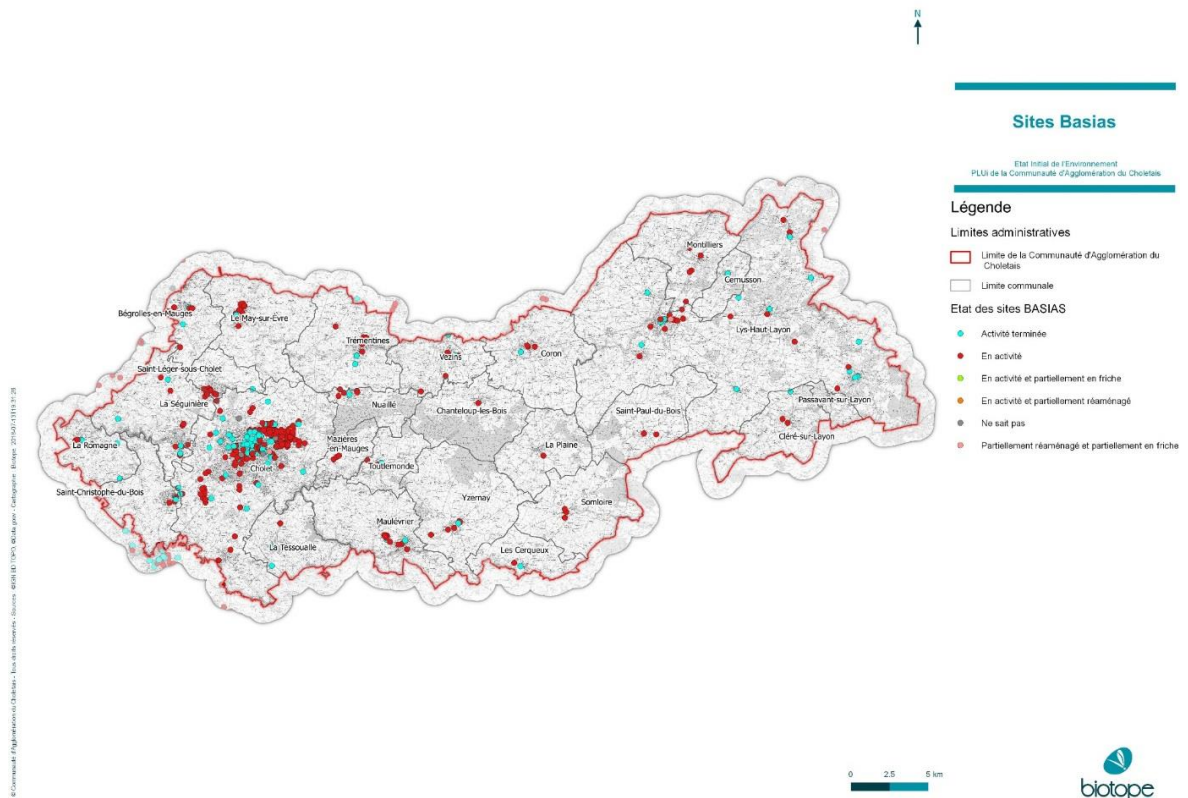 N
Sites Basias
Etat Initial de l'Environnement
PLUi de la Communauté d'Agglomération du Choletais
Légende
Limites administratives
Limite de la Communauté d'Agglomération du
Choletais
Limite communale
Etat des sites BASIAS
Activité terminée
En activité
En activité et partiellement en friche
En activité et partiellement réaménagé
Ne sait pas
Partiellement réaménagé et partiellement en friche
Montilliers
Cernusson
Bégrolles-en-Mauges
Le May-sur-Evre
Lys-Haut-Layon
Trémentines
Vezins
Coron
Saint-Léger-sous-Cholet
La Séguinière
Nuaillé
Chanteloup-les-Bois
Saint-Paul-du-Bois
Passavant-sur-Layon
La Romagne
Mazières
en-Mauges
La Plaine
Cléré-sur-Layon
Cholet
Toutlemonde
Saint-Christophe-du-Bois
Yzernay
Somloire
Maulévrier
La Tessoualle
Les Cerqueux
0 2.5 5 km
biotope